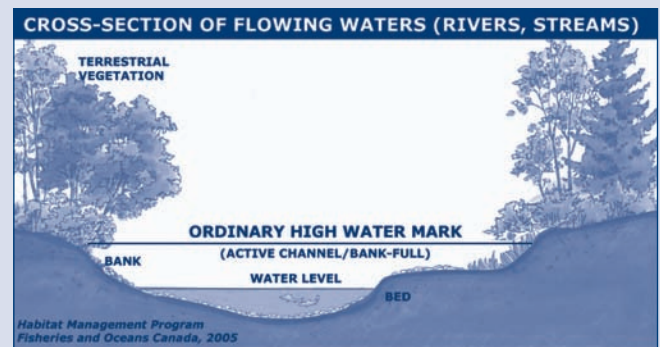 CROSS-SECTION OF FLOWING WATERS (RIVERS, STREAMS)
TERRESTRIAL
VEGETATION
ORDINARY HIGH WATER MARK
(ACTIVE CHANNEL/BANK-FULL)
BANK
WATER LEVEL
BED
Habitat Management Program
Fisheries and Oceans Canada, 2005